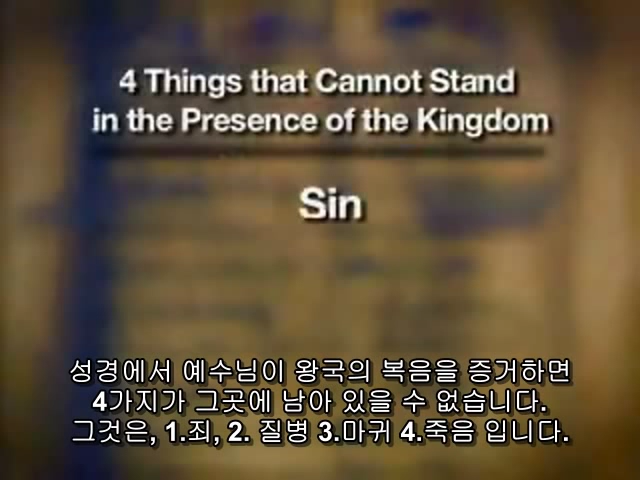 4 Things that Cannot Stand
in the Presence of the Kingdom
Sin
성경에서 예수님이 왕국의 복음을 증거하면
4가지가 그곳에 남아 있을 수 없습니다.
그것은, 1.죄, 2. 질병 3.마귀 4.죽음 입니다.